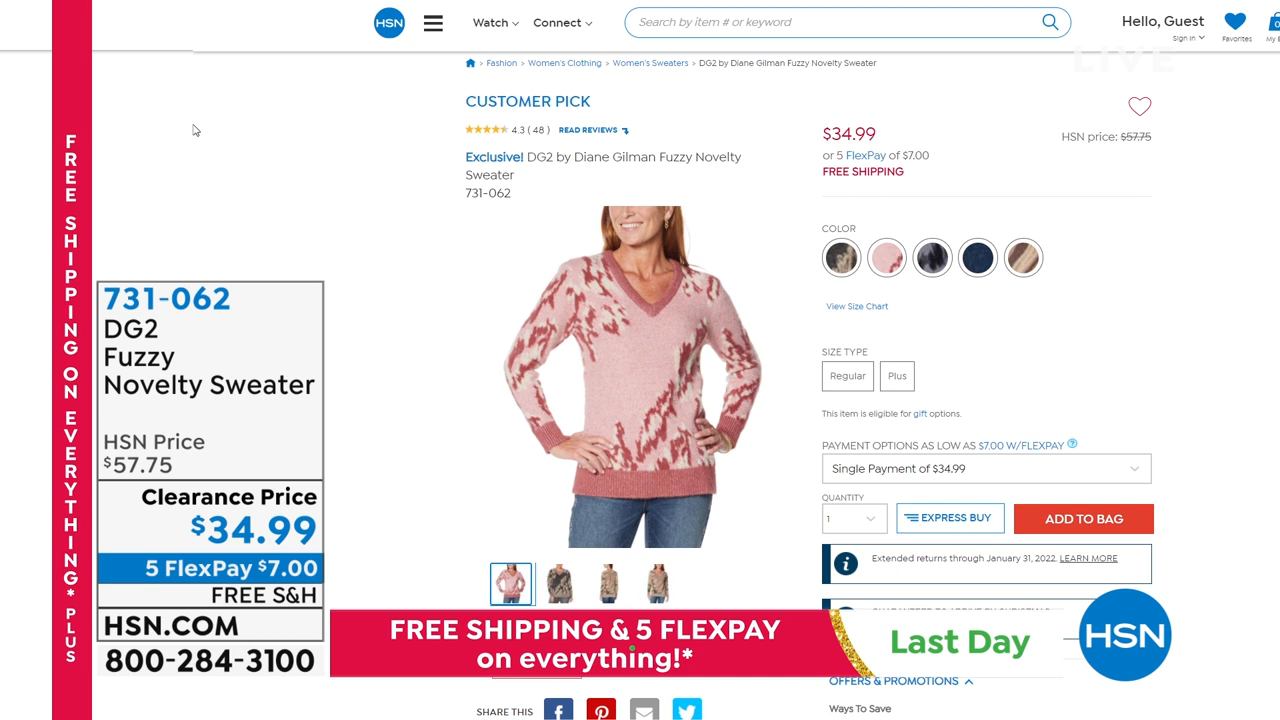 HSN
Watch
Connect
Search by item # or keyword
Hello, Guest
Sign In
Favorites
0
LIVE
> Fashion > Women's Clothing > Women's Sweaters > DG2 by Diane Gilman Fuzzy Novelty Sweater
CUSTOMER PICK
4.3 ( 48 ) READ REVIEWS
Exclusive! DG2 by Diane Gilman Fuzzy Novelty
Sweater
731-062
$34.99
HSN price: $57.75
or 5 FlexPay of $7.00
FREE SHIPPING
COLOR
View Size Chart
SIZE TYPE
Regular
Plus
This item is eligible for gift options.
PAYMENT OPTIONS AS LOW AS $7.00 W/FLEXPAY ?
Single Payment of $34.99
QUANTITY
1
EXPRESS BUY
ADD TO BAG
i
Extended returns through January 31, 2022. LEARN MORE
OFFERS & PROMOTIONS
Ways To Save
SHARE THIS
FREE SHIPPING ON EVERYTHING!* PLUS
731-062
DG2
Fuzzy
Novelty Sweater
HSN Price
$57.75
Clearance Price
$34.99
5 FlexPay $7.00
FREE S&H
HSN.COM
800-284-3100
FREE SHIPPING & 5 FLEXPAY
on everything!*
Last Day
HSN